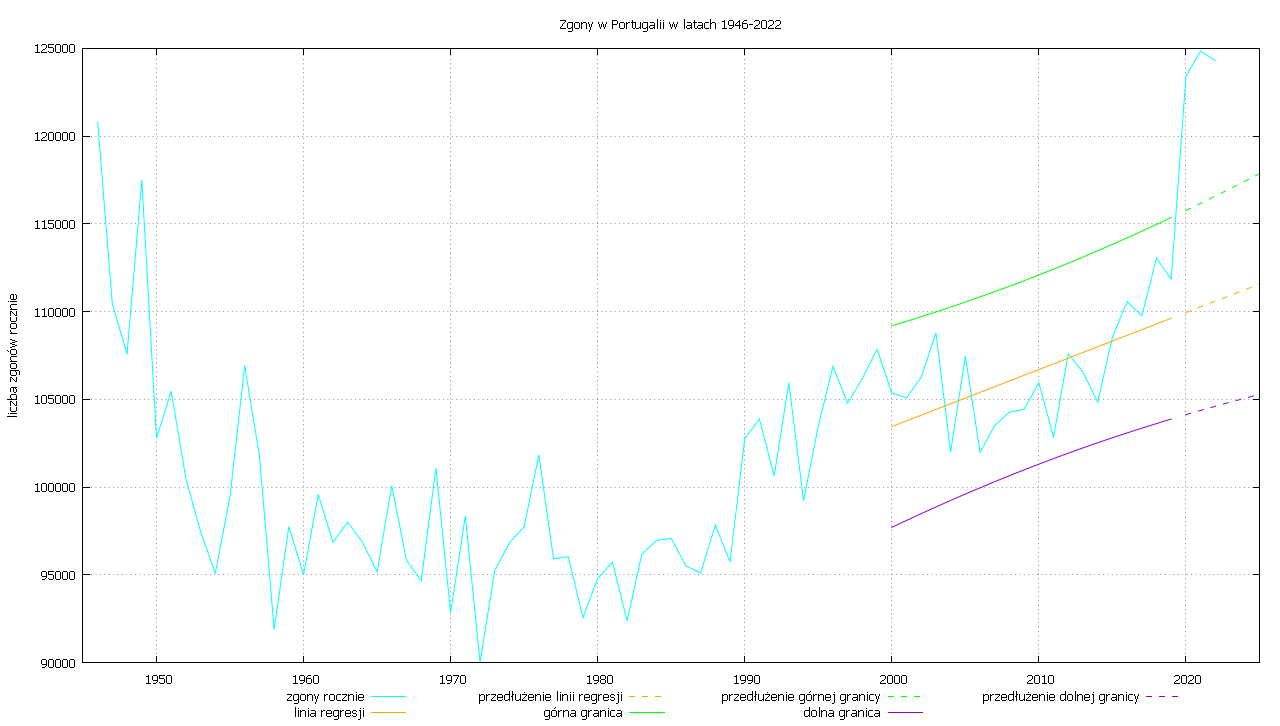 Zgony w Portugalii w latach 1946-2022
125000
120000
115000
110000
105000
100000
95000
90000
liczba zgonów rocznie
1950 1960 1970 1980 1990 2000 2010 2020
zgony rocznie przedłużenie linii regresji przedłużenie górnej granicy przedłużenie dolnej granicy
linia regresji górna granica dolna granica